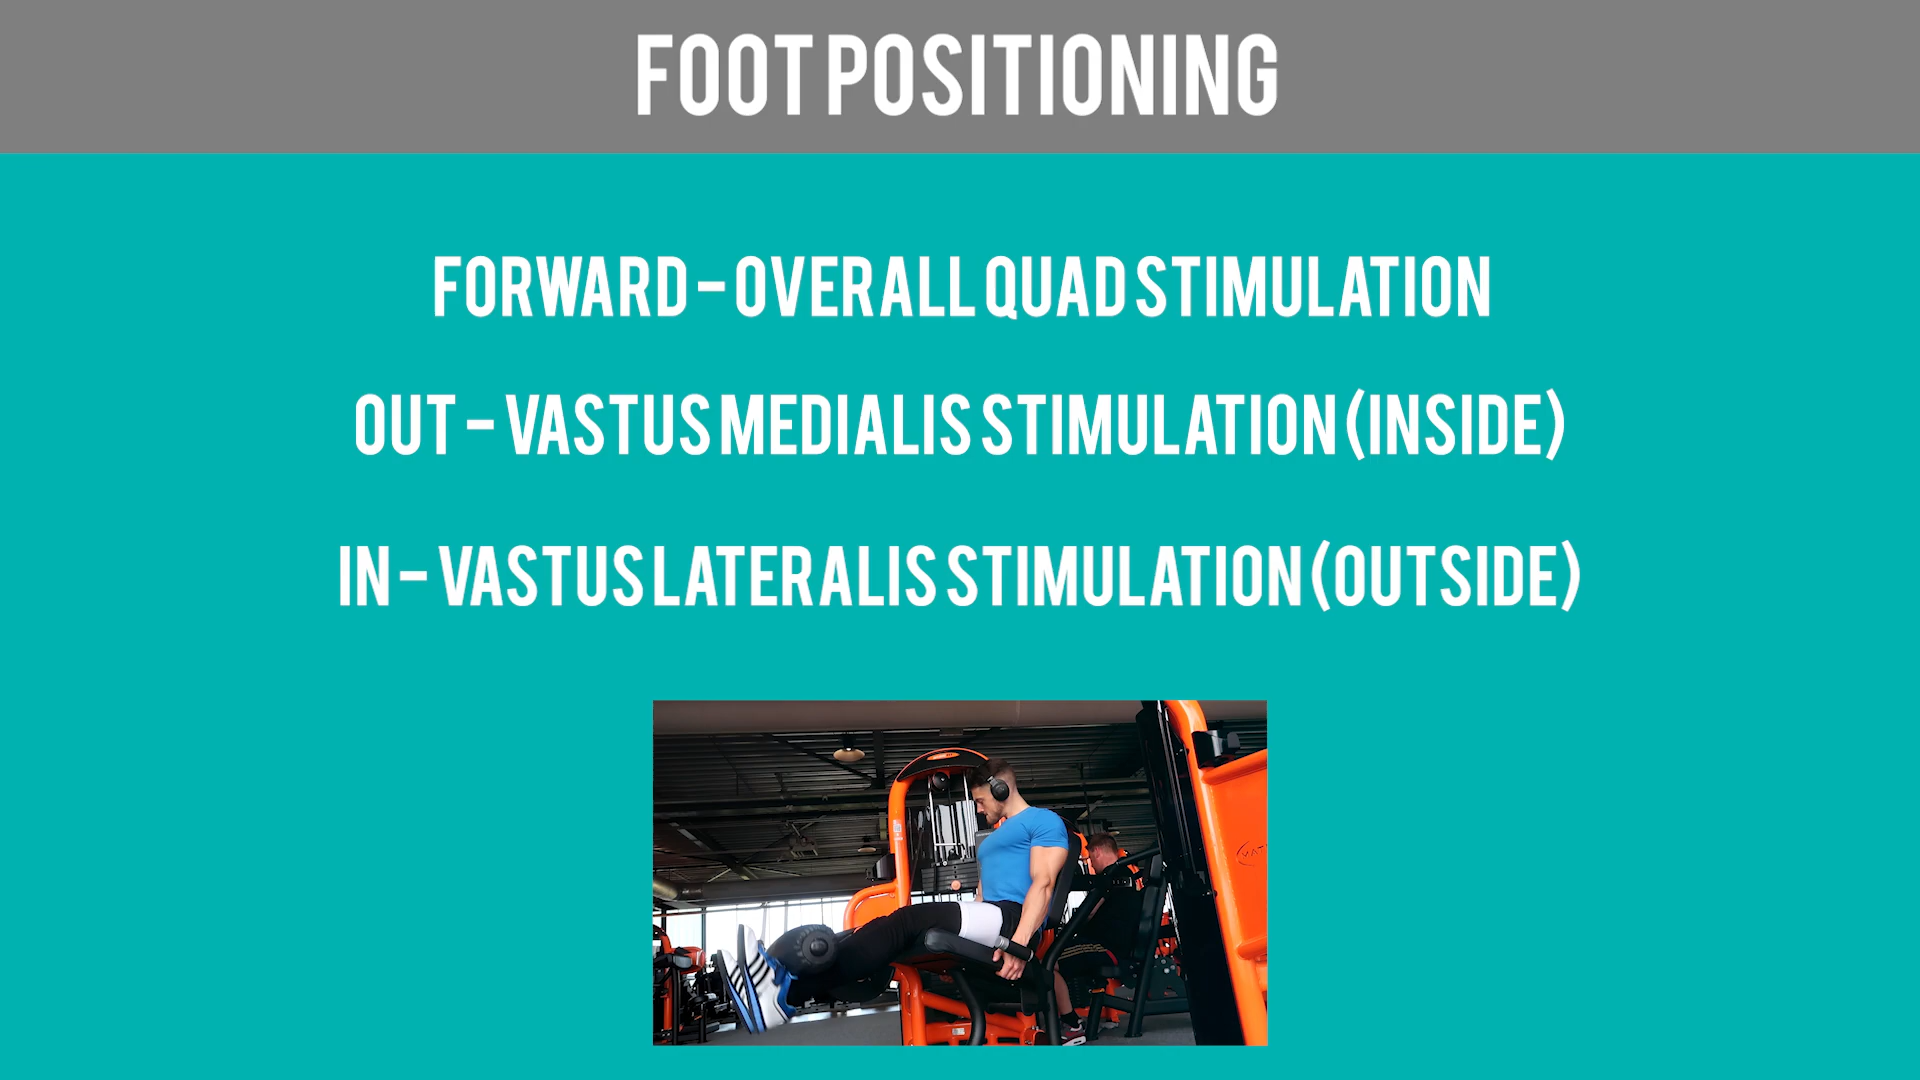 FOOT POSITIONING
FORWARD - OVERALL QUAD STIMULATION
OUT - VASTUS MEDIALIS STIMULATION (INSIDE)
IN - VASTUS LATERALIS STIMULATION (OUTSIDE)